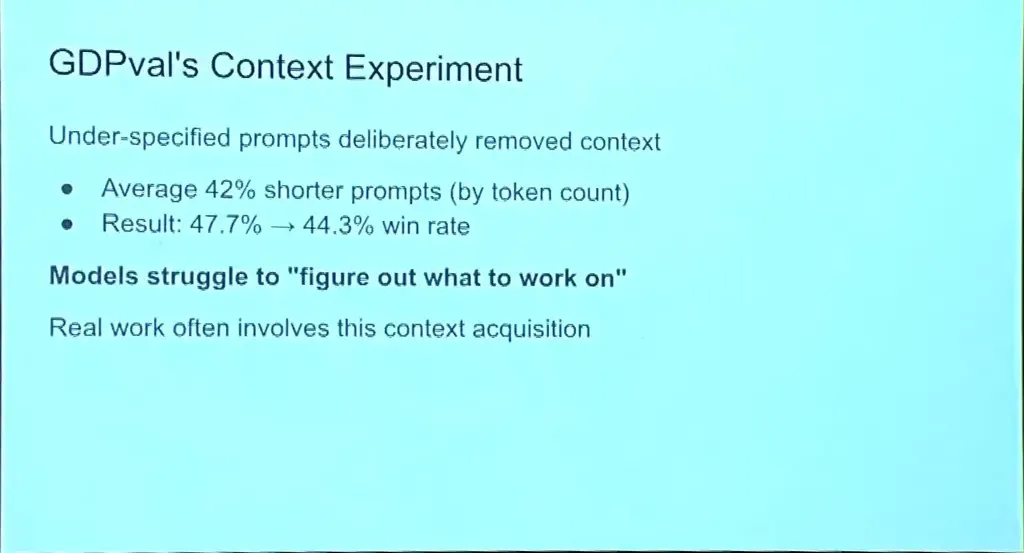 GDPval's Context Experiment
Under-specified prompts deliberately removed context
• Average 42% shorter prompts (by token count)
• Result: 47.7% → 44.3% win rate
Models struggle to "figure out what to work on"
Real work often involves this context acquisition